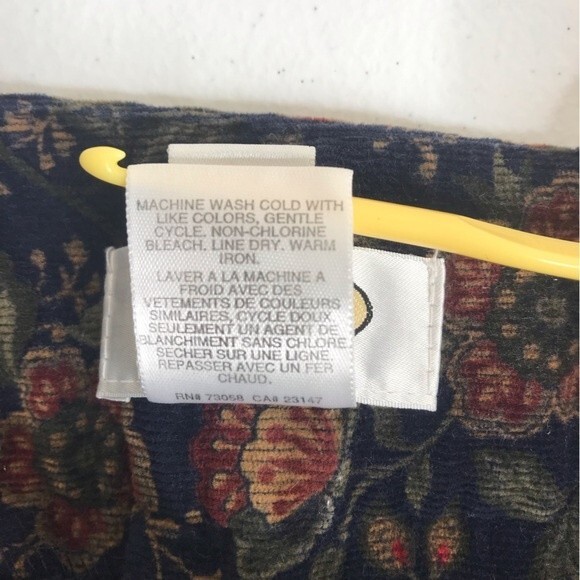 MACHINE WASH COLD WITH
LIKE COLORS, GENTLE
CYCLE. NON-CHLORINE
BLEACH. LINE DRY. WARM
IRON.
LAVER A LA MACHINE A
FROID AVEC DES
VETEMENTS DE COULEURS
SIMILAIRES, CYCLE DOUX.
SEULEMENT UN AGENT DE
BLANCHIMENT SANS CHLORE.
SECHER SUR UNE LIGNE.
REPASSER AVEC UN FER
CHAUD.
RN# 73058 CA# 23147